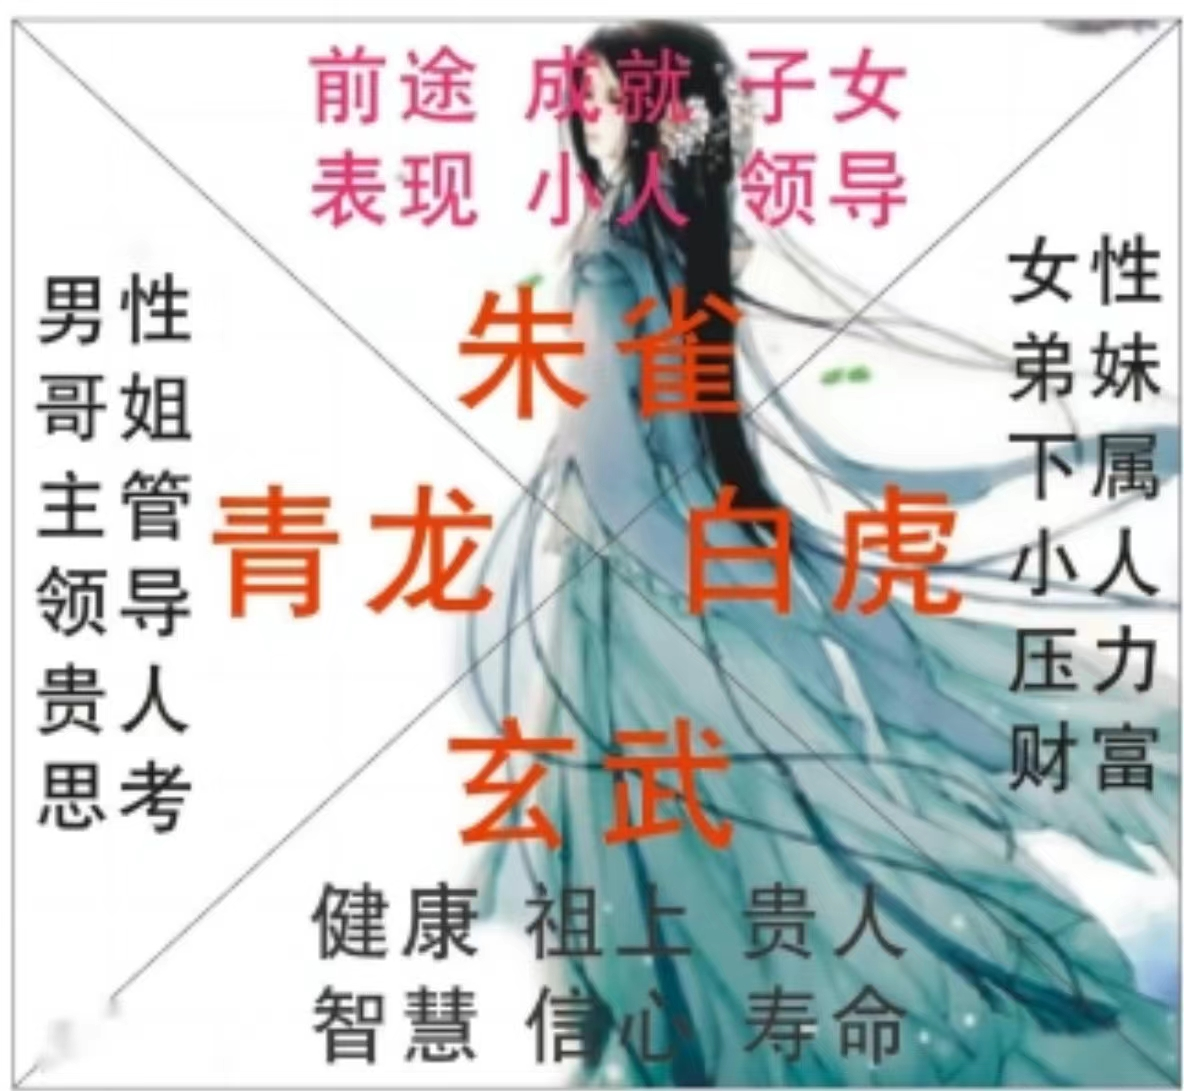 前途 成就 子女
表现 小人 领导
朱雀
男性
哥姐
主管
领导
贵人
思考
青龙
白虎
女性
弟妹
下属
小人
压力
财富
玄武
健康 祖上 贵人
智慧 信心 寿命